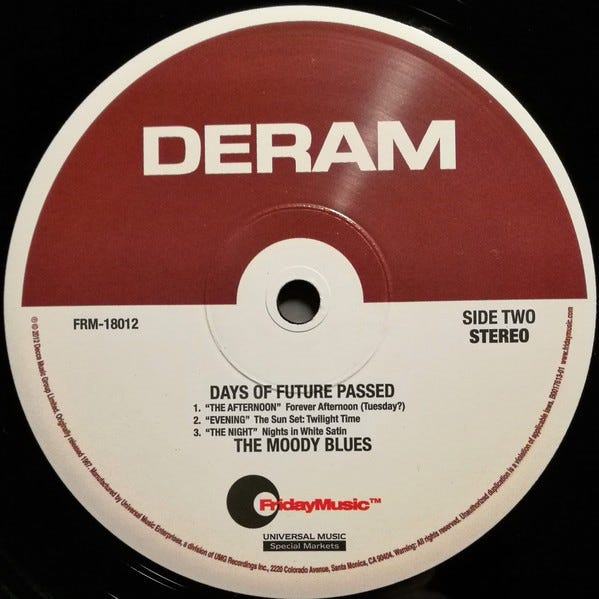 DERAM
FRM-18012
SIDE TWO
STEREO
DAYS OF FUTURE PASSED
1. "THE AFTERNOON" Forever Afternoon (Tuesday?)
2. "EVENING" The Sun Set: Twilight Time
3. "THE NIGHT" Nights in White Satin
THE MOODY BLUES
FridayMusic™
UNIVERSAL MUSIC
Special Markets
℗ © 2012 Decca Music Group Limited. Originally released 1967. Manufactured by Universal Music Enterprises, a division of UMG Recordings Inc., 2220 Colorado Avenue, Santa Monica, CA 90404. Warning: All rights reserved. Unauthorized duplication is a violation of applicable laws. B0017613-01 www.fridaymusic.com